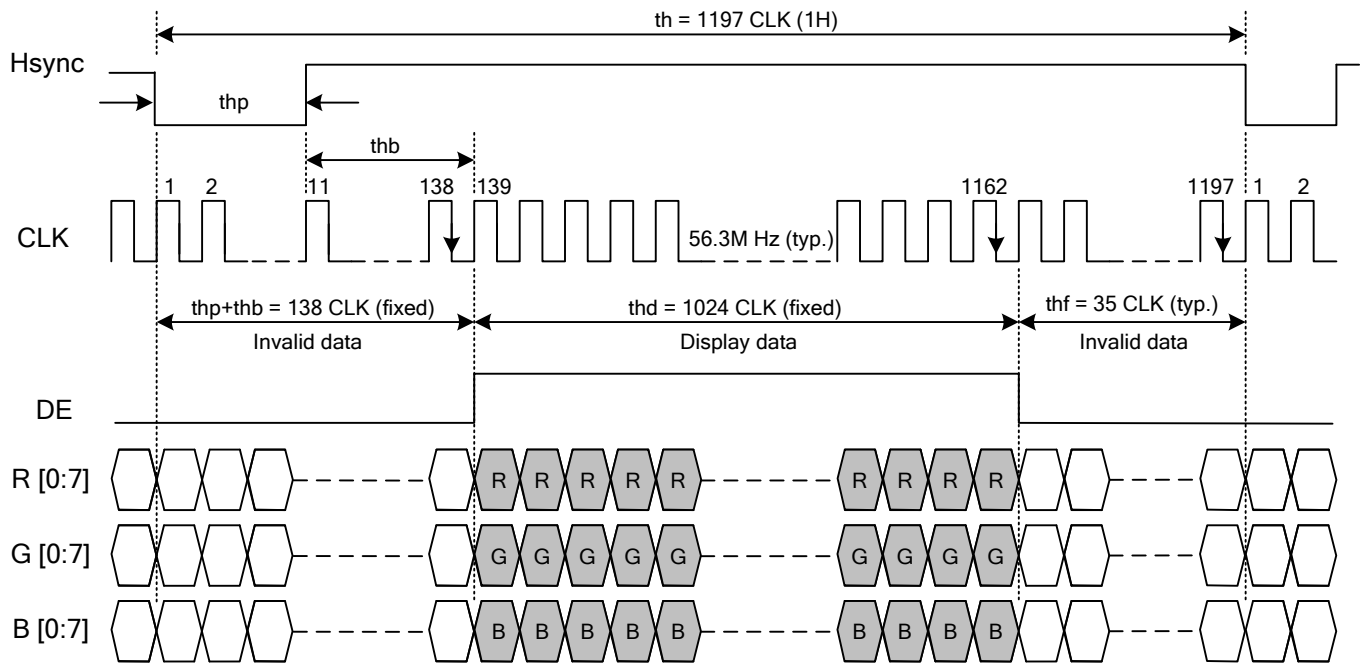 th = 1197 CLK (1H)
Hsync
thp
thb
1 2 11 138 139 1162 1197 1 2
CLK
56.3M Hz (typ.)
thp+thb = 138 CLK (fixed) thd = 1024 CLK (fixed) thf = 35 CLK (typ.)
Invalid data Display data Invalid data
DE
R [0:7] R R R R R R R R R
G [0:7] G G G G G G G G G
B [0:7] B B B B B B B B B